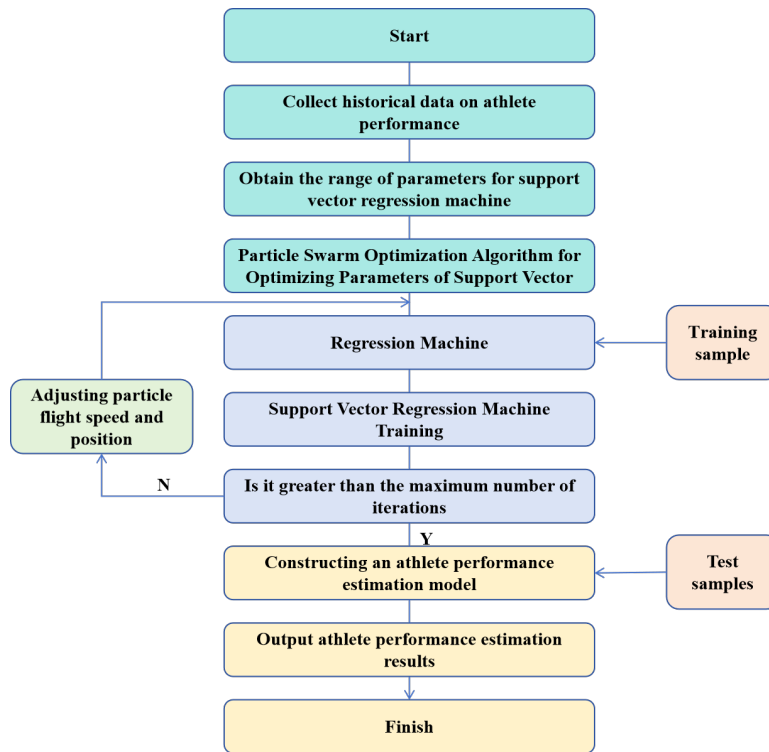 Start
Collect historical data on athlete
performance
Obtain the range of parameters for support
vector regression machine
Particle Swarm Optimization Algorithm for
Optimizing Parameters of Support Vector
Regression Machine
Training
sample
Adjusting particle
flight speed and
position
Support Vector Regression Machine
Training
N
Is it greater than the maximum number of
iterations
Y
Constructing an athlete performance
estimation model
Test
samples
Output athlete performance estimation
results
Finish